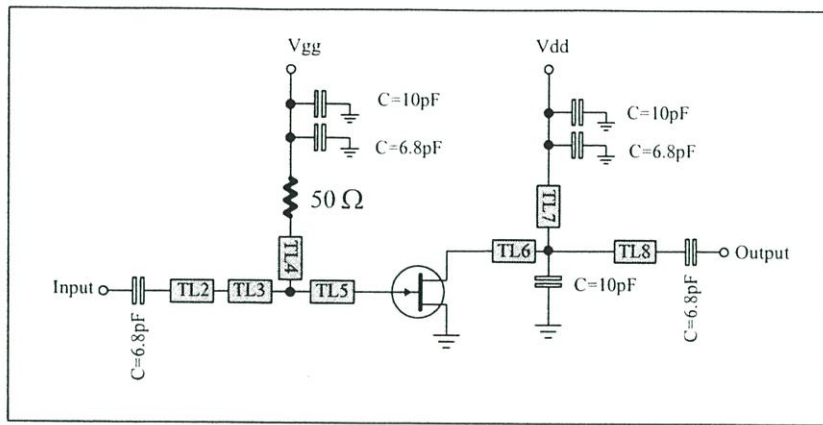 Vgg
Vdd
C=10pF
C=10pF
C=6.8pF
C=6.8pF
50 Ω
TL7
TL4
TL6
TL8
Output
Input
TL2
TL3
TL5
C=10pF
C=6.8pF
C=6.8pF